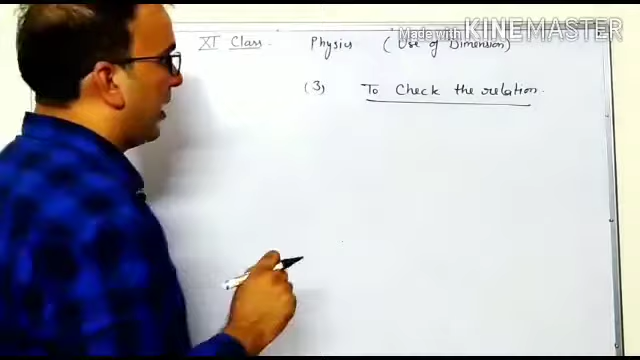 XI Class. Physics (Use of Dimension)
Made with KINEMASTER
(3) To Check the relation.